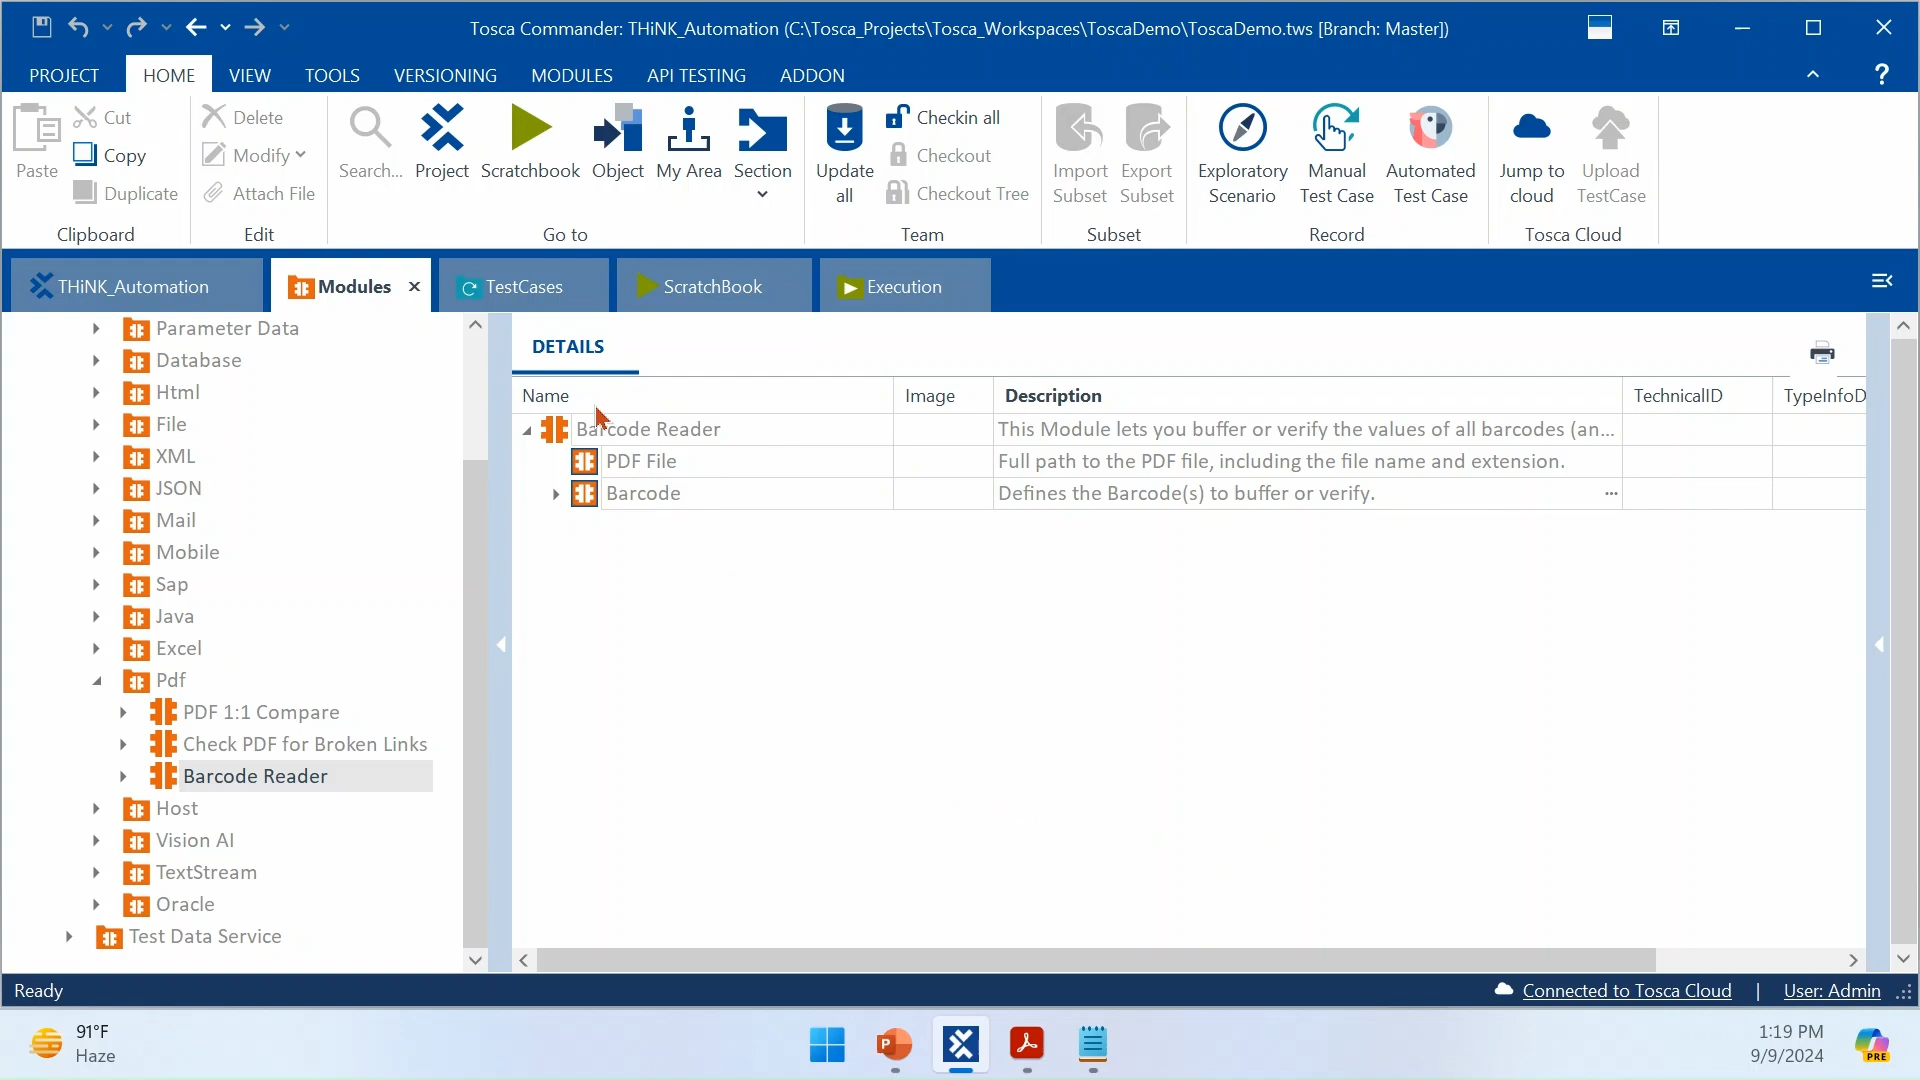 Tosca Commander: THiNK_Automation (C:\Tosca_Projects\Tosca_Workspaces\ToscaDemo\ToscaDemo.tws [Branch: Master])
PROJECT HOME VIEW TOOLS VERSIONING MODULES API TESTING ADDON ?
Paste
Cut
Copy
Duplicate
Clipboard
Delete
Modify
Attach File
Edit
Search...
Project
Scratchbook
Object
My Area
Section
Go to
Update all
Checkin all
Checkout
Checkout Tree
Team
Import Subset
Export Subset
Subset
Exploratory Scenario
Manual Test Case
Automated Test Case
Record
Jump to cloud
Upload TestCase
Tosca Cloud
THiNK_Automation Modules TestCases ScratchBook Execution
Parameter Data
Database
Html
File
XML
JSON
Mail
Mobile
Sap
Java
Excel
Pdf
PDF 1:1 Compare
Check PDF for Broken Links
Barcode Reader
Host
Vision AI
TextStream
Oracle
Test Data Service
DETAILS
Name Image Description TechnicalID TypeInfoD
Barcode Reader This Module lets you buffer or verify the values of all barcodes (an...
PDF File Full path to the PDF file, including the file name and extension.
Barcode Defines the Barcode(s) to buffer or verify. ...
Ready Connected to Tosca Cloud | User: Admin
91°F
Haze
P
PRE
1:19 PM
9/9/2024